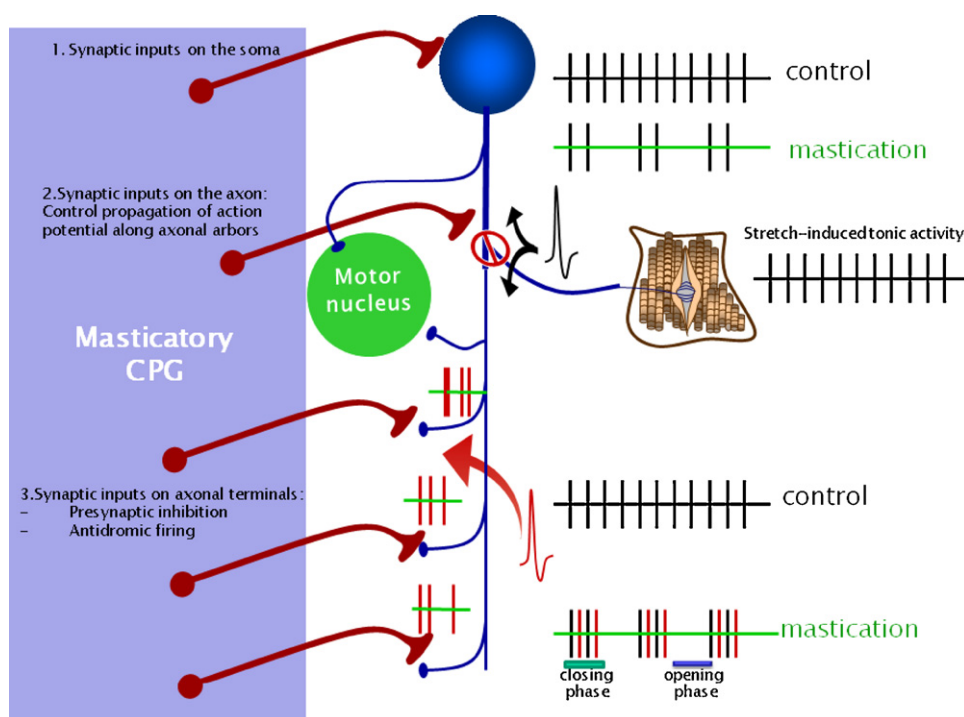 1. Synaptic inputs on the soma
control
mastication
2.Synaptic inputs on the axon:
Control propagation of action
potential along axonal arbors
Stretch--induced tonic activity
Motor
nucleus
Masticatory
CPG
3.Synaptic inputs on axonal terminals:
- Presynaptic inhibition
- Antidromic firing
control
mastication
closing
phase
opening
phase